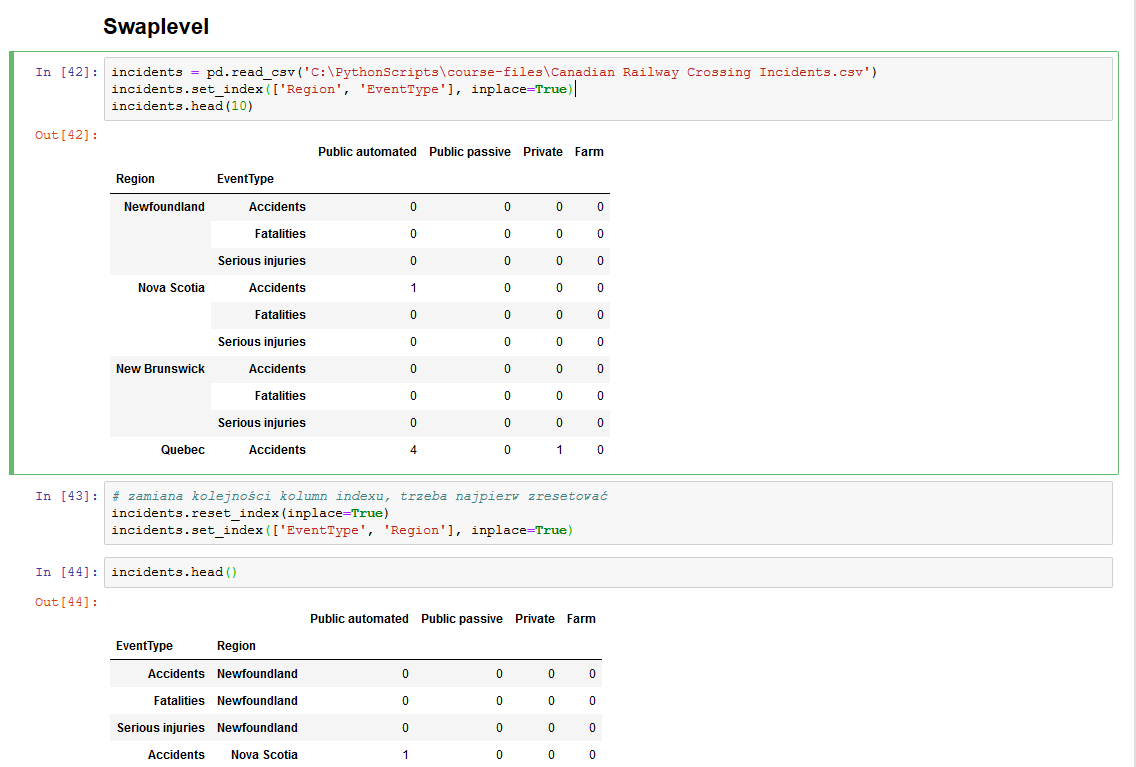 Swaplevel
In [42]: incidents = pd.read_csv('C:\PythonScripts\course-files\Canadian Railway Crossing Incidents.csv')
incidents.set_index(['Region', 'EventType'], inplace=True)
incidents.head(10)
Out[42]:
Public automated Public passive Private Farm
Region EventType
Newfoundland Accidents 0 0 0 0
Fatalities 0 0 0 0
Serious injuries 0 0 0 0
Nova Scotia Accidents 1 0 0 0
Fatalities 0 0 0 0
Serious injuries 0 0 0 0
New Brunswick Accidents 0 0 0 0
Fatalities 0 0 0 0
Serious injuries 0 0 0 0
Quebec Accidents 4 0 1 0
In [43]: # zamiana kolejności kolumn indexu, trzeba najpierw zresetować
incidents.reset_index(inplace=True)
incidents.set_index(['EventType', 'Region'], inplace=True)
In [44]: incidents.head()
Out[44]:
Public automated Public passive Private Farm
EventType Region
Accidents Newfoundland 0 0 0 0
Fatalities Newfoundland 0 0 0 0
Serious injuries Newfoundland 0 0 0 0
Accidents Nova Scotia 1 0 0 0